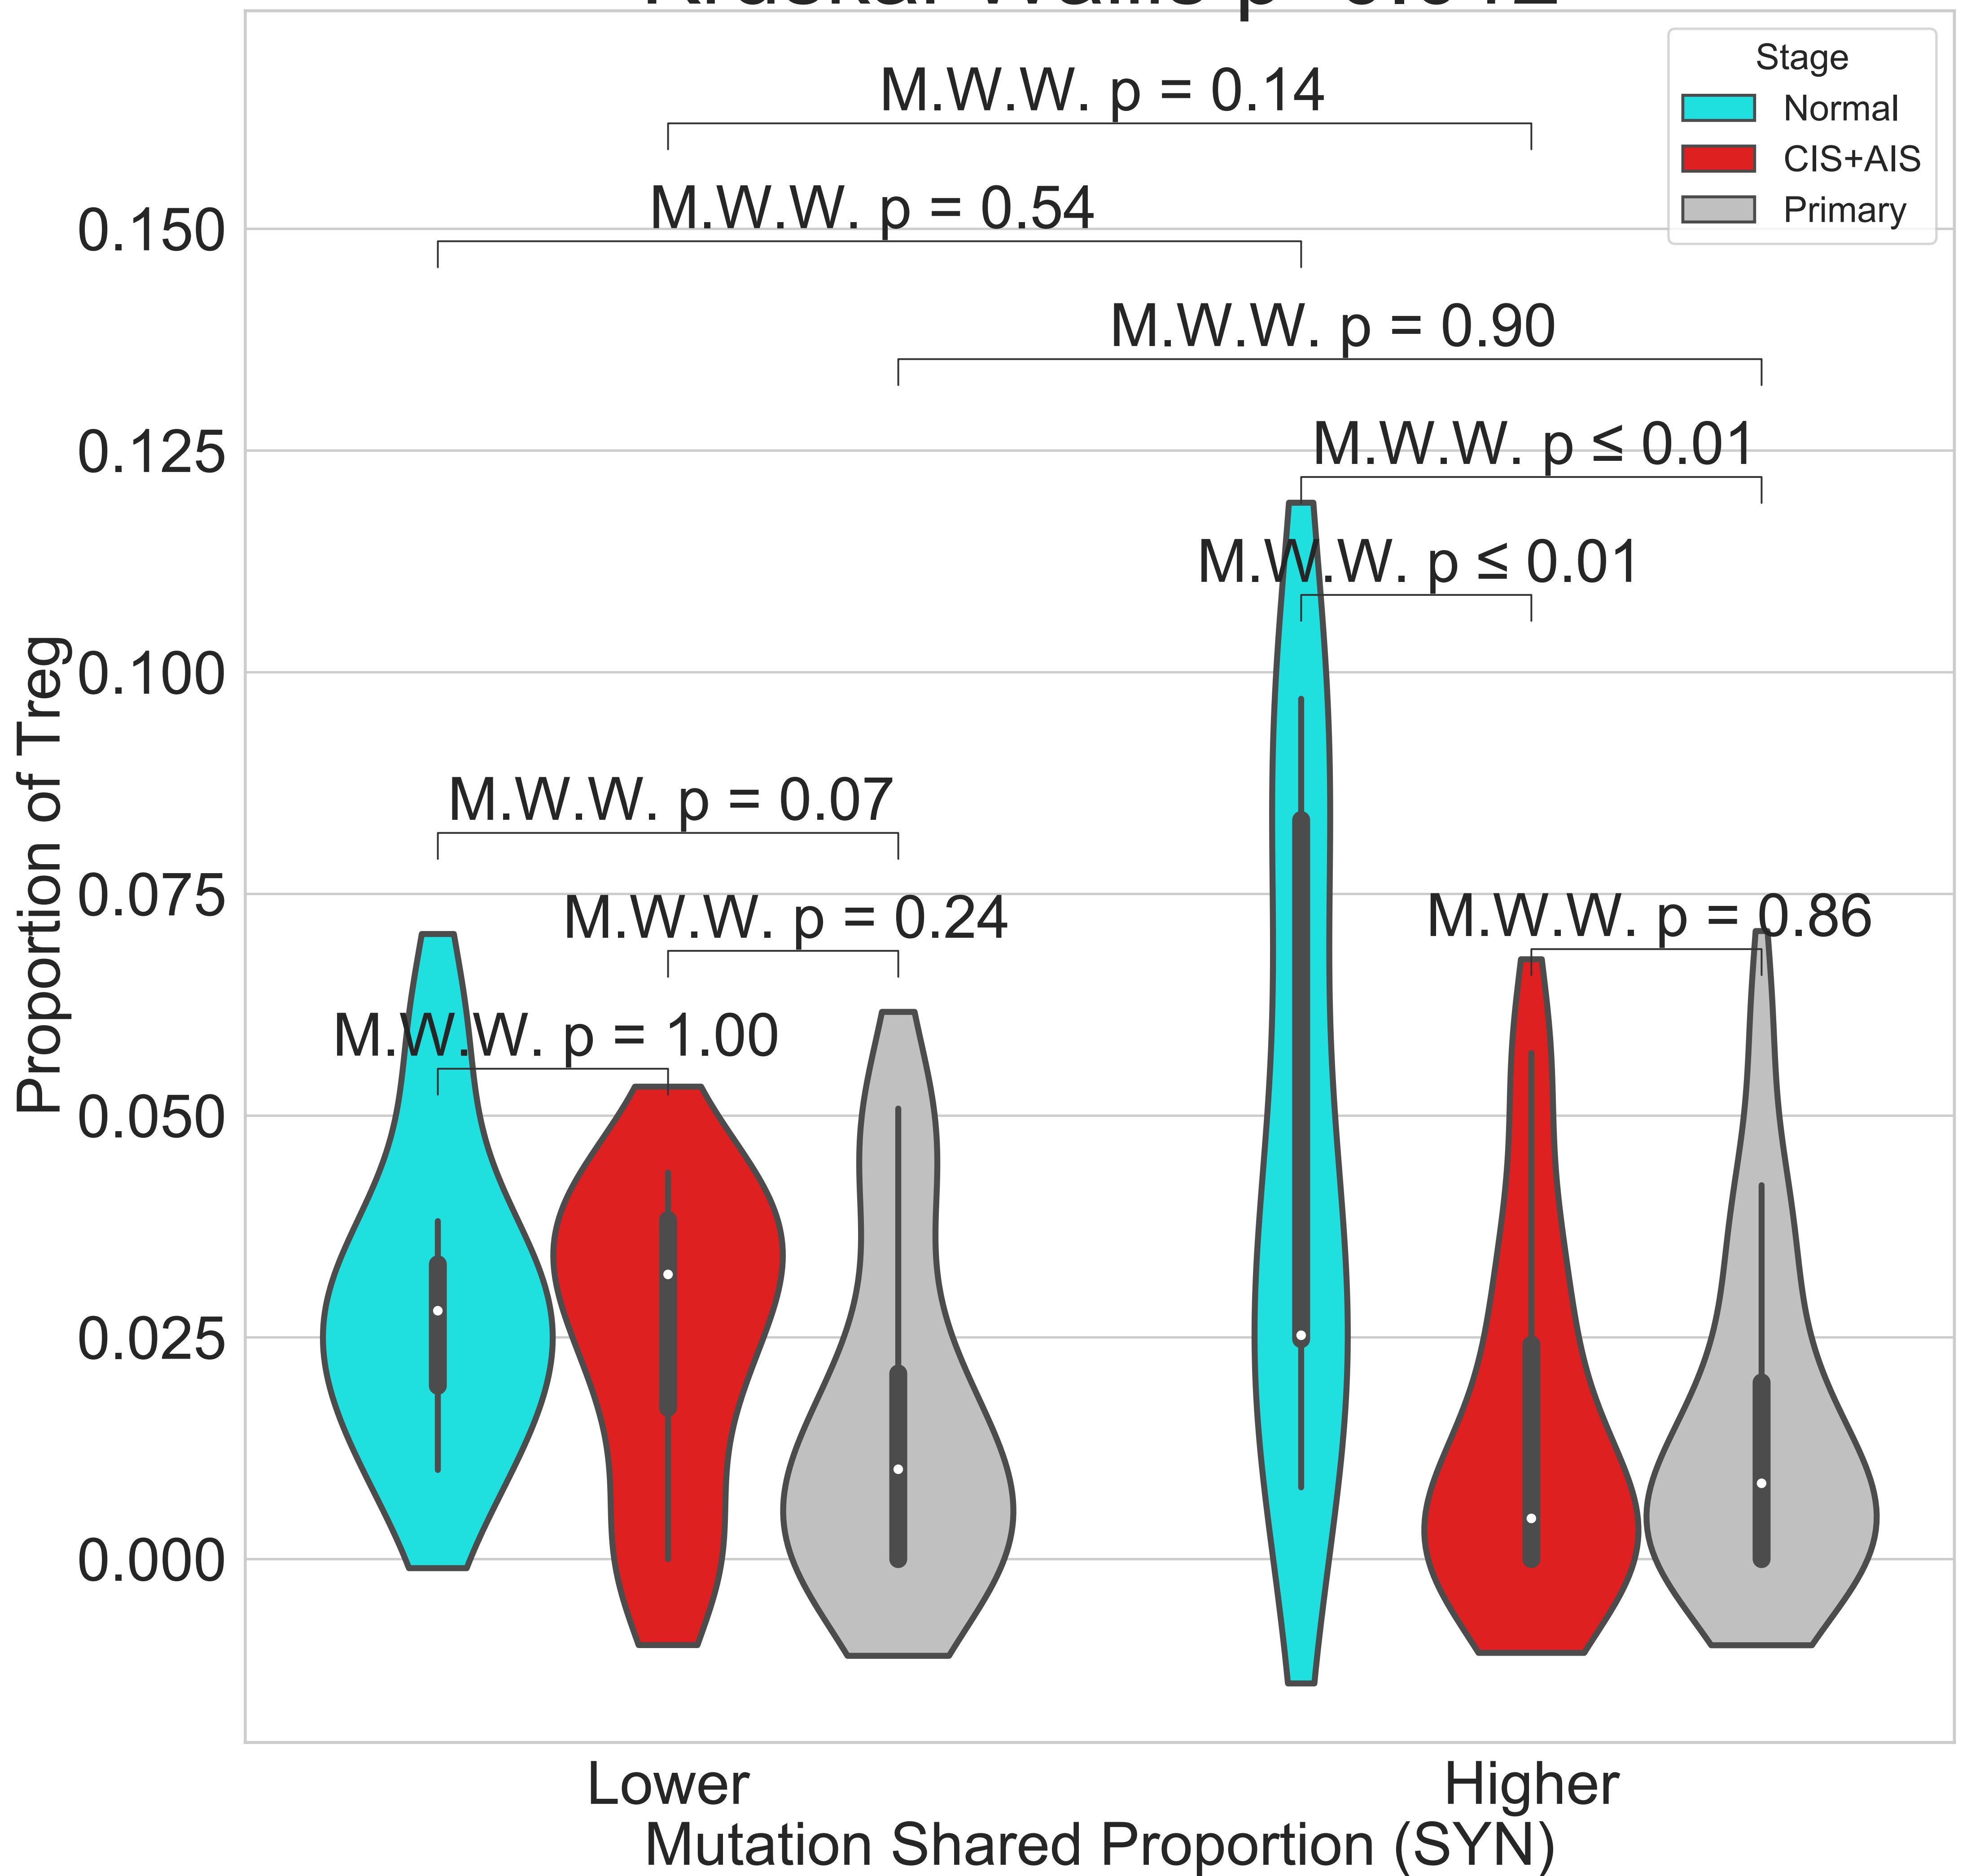 Stage
Normal
CIS+AIS
Primary
M.W.W. p = 0.14
M.W.W. p = 0.54
M.W.W. p = 0.90
M.W.W. p ≤ 0.01
M.W.W. p ≤ 0.01
M.W.W. p = 0.07
M.W.W. p = 0.24
M.W.W. p = 0.86
M.W.W. p = 1.00
0.150
0.125
0.100
0.075
0.050
0.025
0.000
Proportion of Treg
Lower
Higher
Mutation Shared Proportion (SYN)